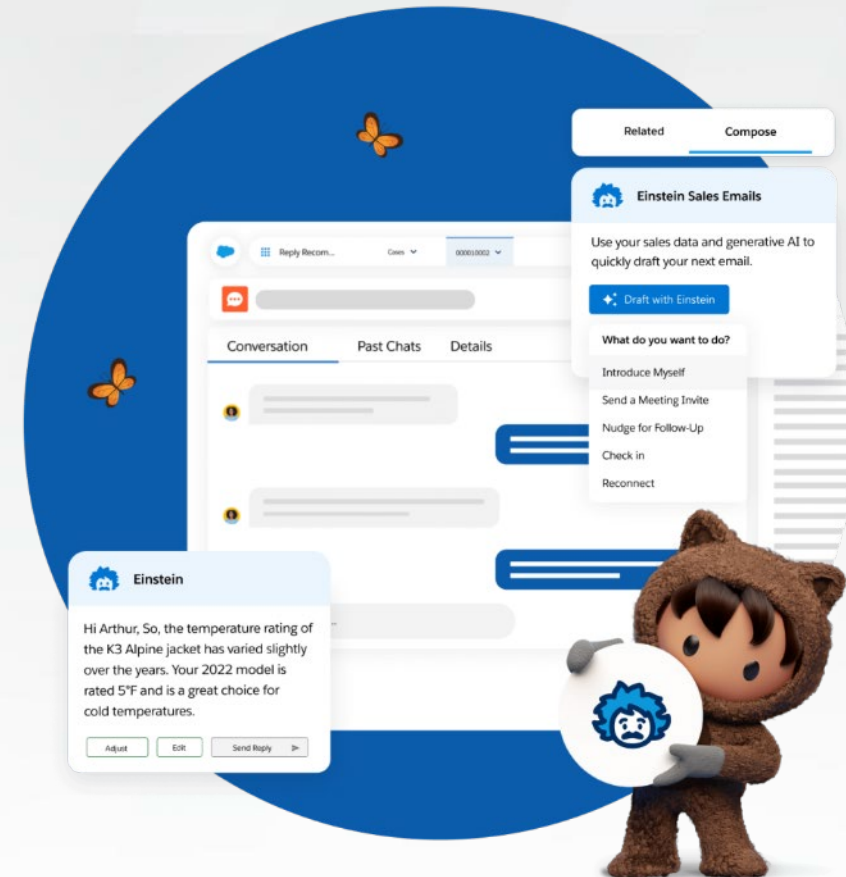 Related Compose
Einstein Sales Emails
Use your sales data and generative AI to
quickly draft your next email.
Draft with Einstein
What do you want to do?
Introduce Myself
Send a Meeting Invite
Nudge for Follow-Up
Check in
Reconnect
Reply Recom...
000010002
Conversation Past Chats Details
Einstein
Hi Arthur, So, the temperature rating of
the K3 Alpine jacket has varied slightly
over the years. Your 2022 model is
rated 5°F and is a great choice for
cold temperatures.
Adjust Edit Send Reply